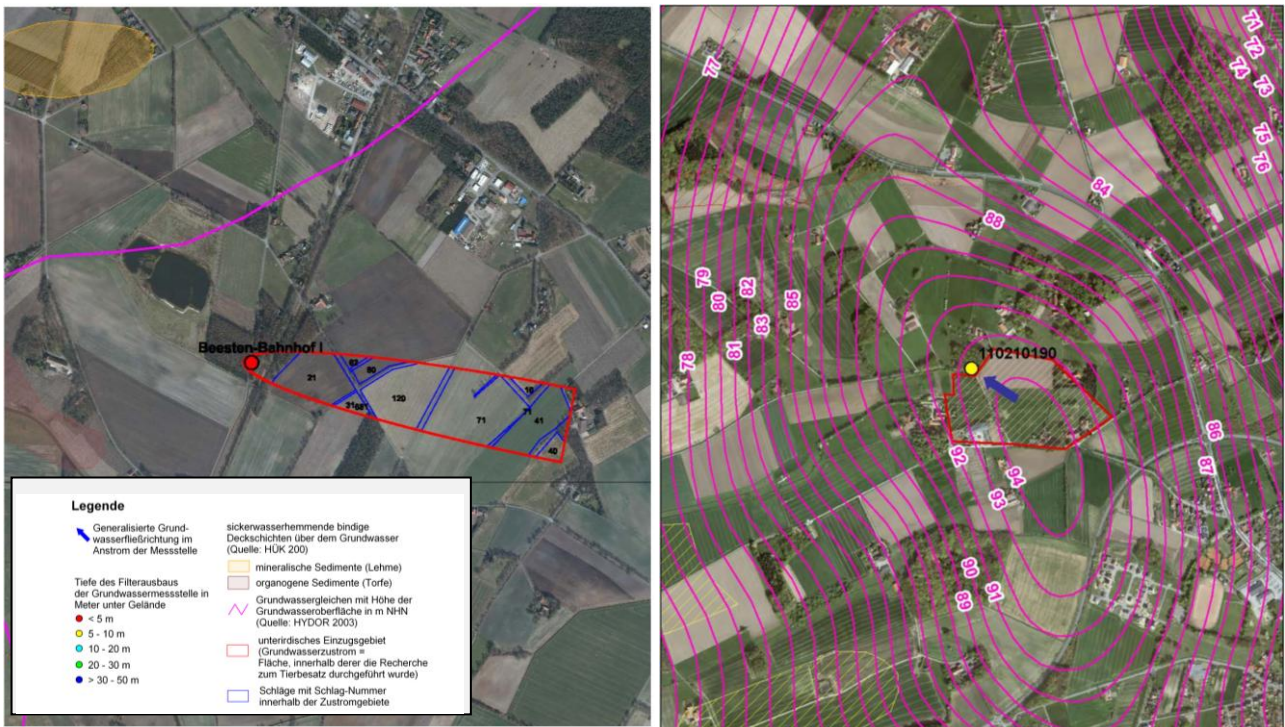 Beesten-Bahnhof I
21
62
80
120
31
681
71
16
71
41
40
Legende
Generalisierte Grund-
wasserfließrichtung im
Anstrom der Messstelle
Tiefe des Filterausbaus
der Grundwassermessstelle in
Meter unter Gelände
< 5 m
5 - 10 m
10 - 20 m
20 - 30 m
> 30 - 50 m
sickerwasserhemmende bindige
Deckschichten über dem Grundwasser
(Quelle: HÜK 200)
mineralische Sedimente (Lehme)
organogene Sedimente (Torfe)
Grundwassergleichen mit Höhe der
Grundwasseroberfläche in m NHN
(Quelle: HYDOR 2003)
unterirdisches Einzugsgebiet
(Grundwasserzustrom =
Fläche, innerhalb derer die Recherche
zum Tierbesatz durchgeführt wurde)
Schläge mit Schlag-Nummer
innerhalb der Zustromgebiete
77
71
72
73
74
75
76
84
88
79
80
82
85
83
81
78
110210190
92
94
93
86
87
90
91
89